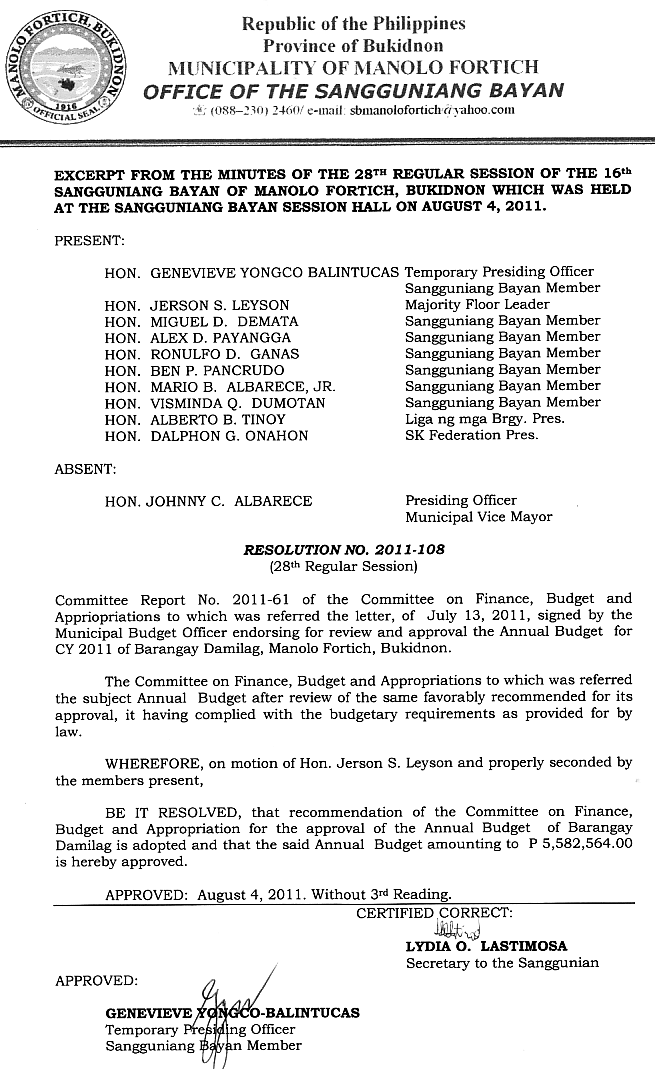 MANOLO FORTICH, BUKIDNON
1916
OFFICIAL SEAL
Republic of the Philippines
Province of Bukidnon
MUNICIPALITY OF MANOLO FORTICH
OFFICE OF THE SANGGUNIANG BAYAN
☏ (088-230) 2460/ e-mail: sbmanolofortich@yahoo.com
EXCERPT FROM THE MINUTES OF THE 28TH REGULAR SESSION OF THE 16th
SANGGUNIANG BAYAN OF MANOLO FORTICH, BUKIDNON WHICH WAS HELD
AT THE SANGGUNIANG BAYAN SESSION HALL ON AUGUST 4, 2011.
PRESENT:
HON. GENEVIEVE YONGCO BALINTUCAS Temporary Presiding Officer
Sangguniang Bayan Member
HON. JERSON S. LEYSON Majority Floor Leader
HON. MIGUEL D. DEMATA Sangguniang Bayan Member
HON. ALEX D. PAYANGGA Sangguniang Bayan Member
HON. RONULFO D. GANAS Sangguniang Bayan Member
HON. BEN P. PANCRUDO Sangguniang Bayan Member
HON. MARIO B. ALBARECE, JR. Sangguniang Bayan Member
HON. VISMINDA Q. DUMOTAN Sangguniang Bayan Member
HON. ALBERTO B. TINOY Liga ng mga Brgy. Pres.
HON. DALPHON G. ONAHON SK Federation Pres.
ABSENT:
HON. JOHNNY C. ALBARECE Presiding Officer
Municipal Vice Mayor
RESOLUTION NO. 2011-108
(28th Regular Session)
Committee Report No. 2011-61 of the Committee on Finance, Budget and
Appriopriations to which was referred the letter, of July 13, 2011, signed by the
Municipal Budget Officer endorsing for review and approval the Annual Budget for
CY 2011 of Barangay Damilag, Manolo Fortich, Bukidnon.
The Committee on Finance, Budget and Appropriations to which was referred
the subject Annual Budget after review of the same favorably recommended for its
approval, it having complied with the budgetary requirements as provided for by
law.
WHEREFORE, on motion of Hon. Jerson S. Leyson and properly seconded by
the members present,
BE IT RESOLVED, that recommendation of the Committee on Finance,
Budget and Appropriation for the approval of the Annual Budget of Barangay
Damilag is adopted and that the said Annual Budget amounting to P 5,582,564.00
is hereby approved.
APPROVED: August 4, 2011. Without 3rd Reading.
CERTIFIED CORRECT:
LYDIA O. LASTIMOSA
Secretary to the Sanggunian
APPROVED:
GENEVIEVE YONGCO-BALINTUCAS
Temporary Presiding Officer
Sangguniang Bayan Member